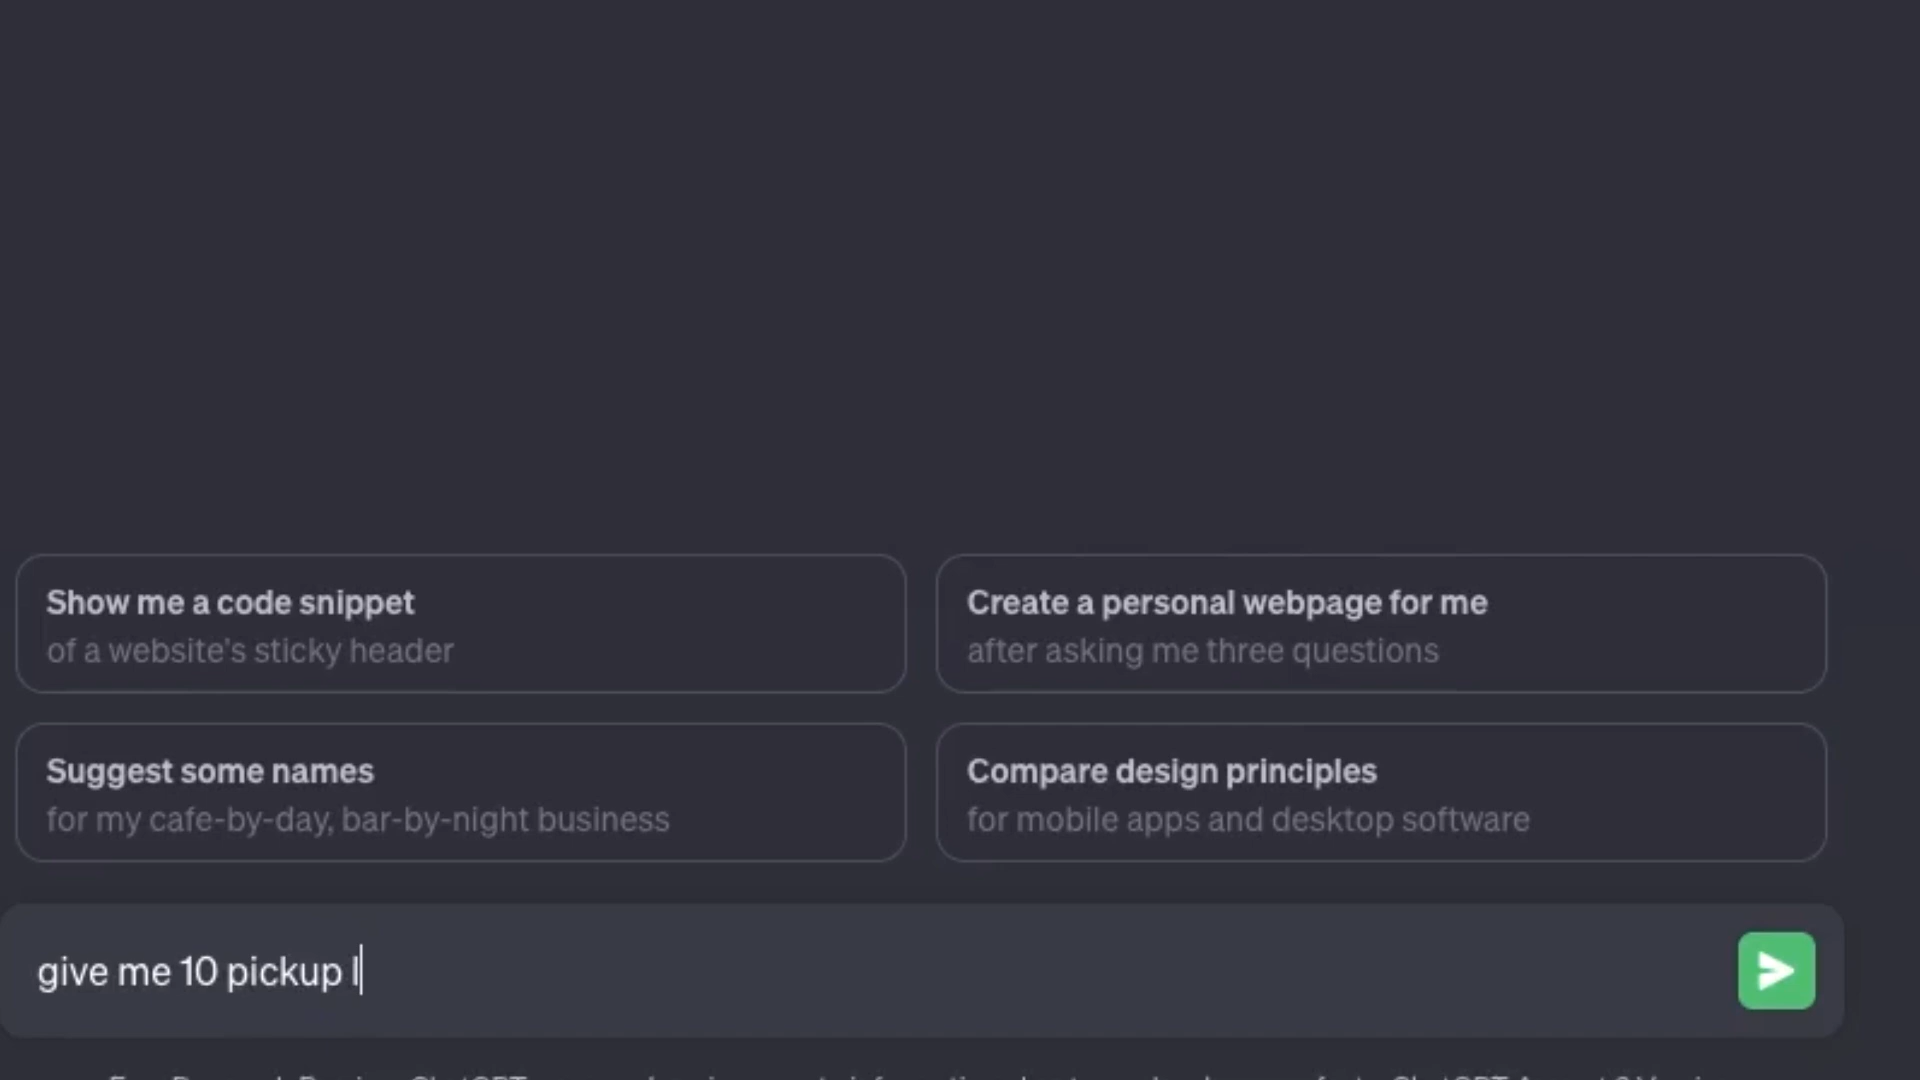 Show me a code snippet
of a website's sticky header
Create a personal webpage for me
after asking me three questions
Suggest some names
for my cafe-by-day, bar-by-night business
Compare design principles
for mobile apps and desktop software
give me 10 pickup l